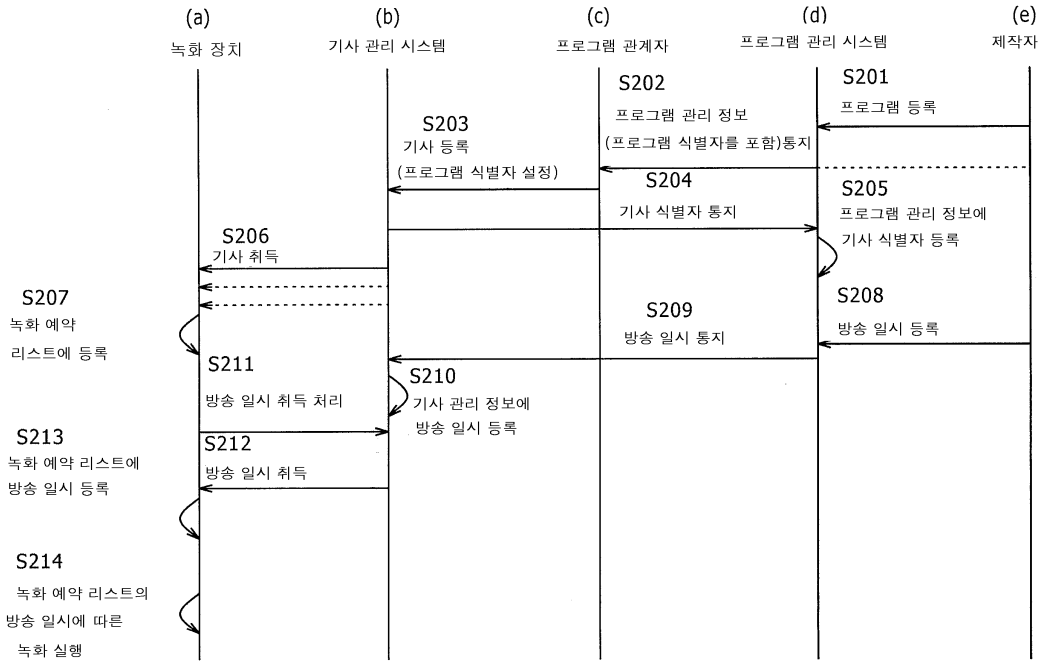 (a)
녹화 장치
(b)
기사 관리 시스템
(c)
프로그램 관계자
(d)
프로그램 관리 시스템
(e)
제작자
S201
프로그램 등록
S202
프로그램 관리 정보
(프로그램 식별자를 포함)통지
S203
기사 등록
(프로그램 식별자 설정)
S204
기사 식별자 통지
S205
프로그램 관리 정보에
기사 식별자 등록
S206
기사 취득
S207
녹화 예약
리스트에 등록
S208
방송 일시 등록
S209
방송 일시 통지
S210
기사 관리 정보에
방송 일시 등록
S211
방송 일시 취득 처리
S212
방송 일시 취득
S213
녹화 예약 리스트에
방송 일시 등록
S214
녹화 예약 리스트의
방송 일시에 따른
녹화 실행